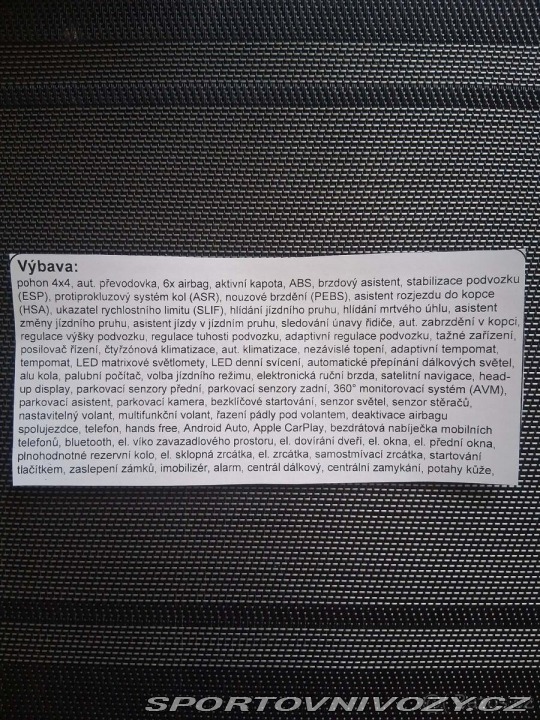 Výbava:
pohon 4x4, aut. převodovka, 6x airbag, aktivní kapota, ABS, brzdový asistent, stabilizace podvozku
(ESP), protiprokluzový systém kol (ASR), nouzové brzdění (PEBS), asistent rozjezdu do kopce
(HSA), ukazatel rychlostního limitu (SLIF), hlídání jízdního pruhu, hlídání mrtvého úhlu, asistent
změny jízdního pruhu, asistent jízdy v jízdním pruhu, sledování únavy řidiče, aut. zabrzdění v kopci,
regulace výšky podvozku, regulace tuhosti podvozku, adaptivní regulace podvozku, tažné zařízení,
posilovač řízení, čtyřzónová klimatizace, aut. klimatizace, nezávislé topení, adaptivní tempomat,
tempomat, LED matrixové světlomety, LED denní svícení, automatické přepínání dálkových světel,
alu kola, palubní počítač, volba jízdního režimu, elektronická ruční brzda, satelitní navigace, head-
up display, parkovací senzory přední, parkovací senzory zadní, 360° monitorovací systém (AVM),
parkovací asistent, parkovací kamera, bezklíčové startování, senzor světel, senzor stěračů,
nastavitelný volant, multifunkční volant, řazení pádly pod volantem, deaktivace airbagu
spolujezdce, telefon, hands free, Android Auto, Apple CarPlay, bezdrátová nabíječka mobilních
telefonů, bluetooth, el. víko zavazadlového prostoru, el. dovírání dveří, el. okna, el. přední okna,
plnohodnotné rezervní kolo, el. sklopná zrcátka, el. zrcátka, samostmívací zrcátka, startování
tlačítkem, zaslepení zámků, imobilizér, alarm, centrál dálkový, centrální zamykání, potahy kůže,
SPORTOVNIVOZY.CZ